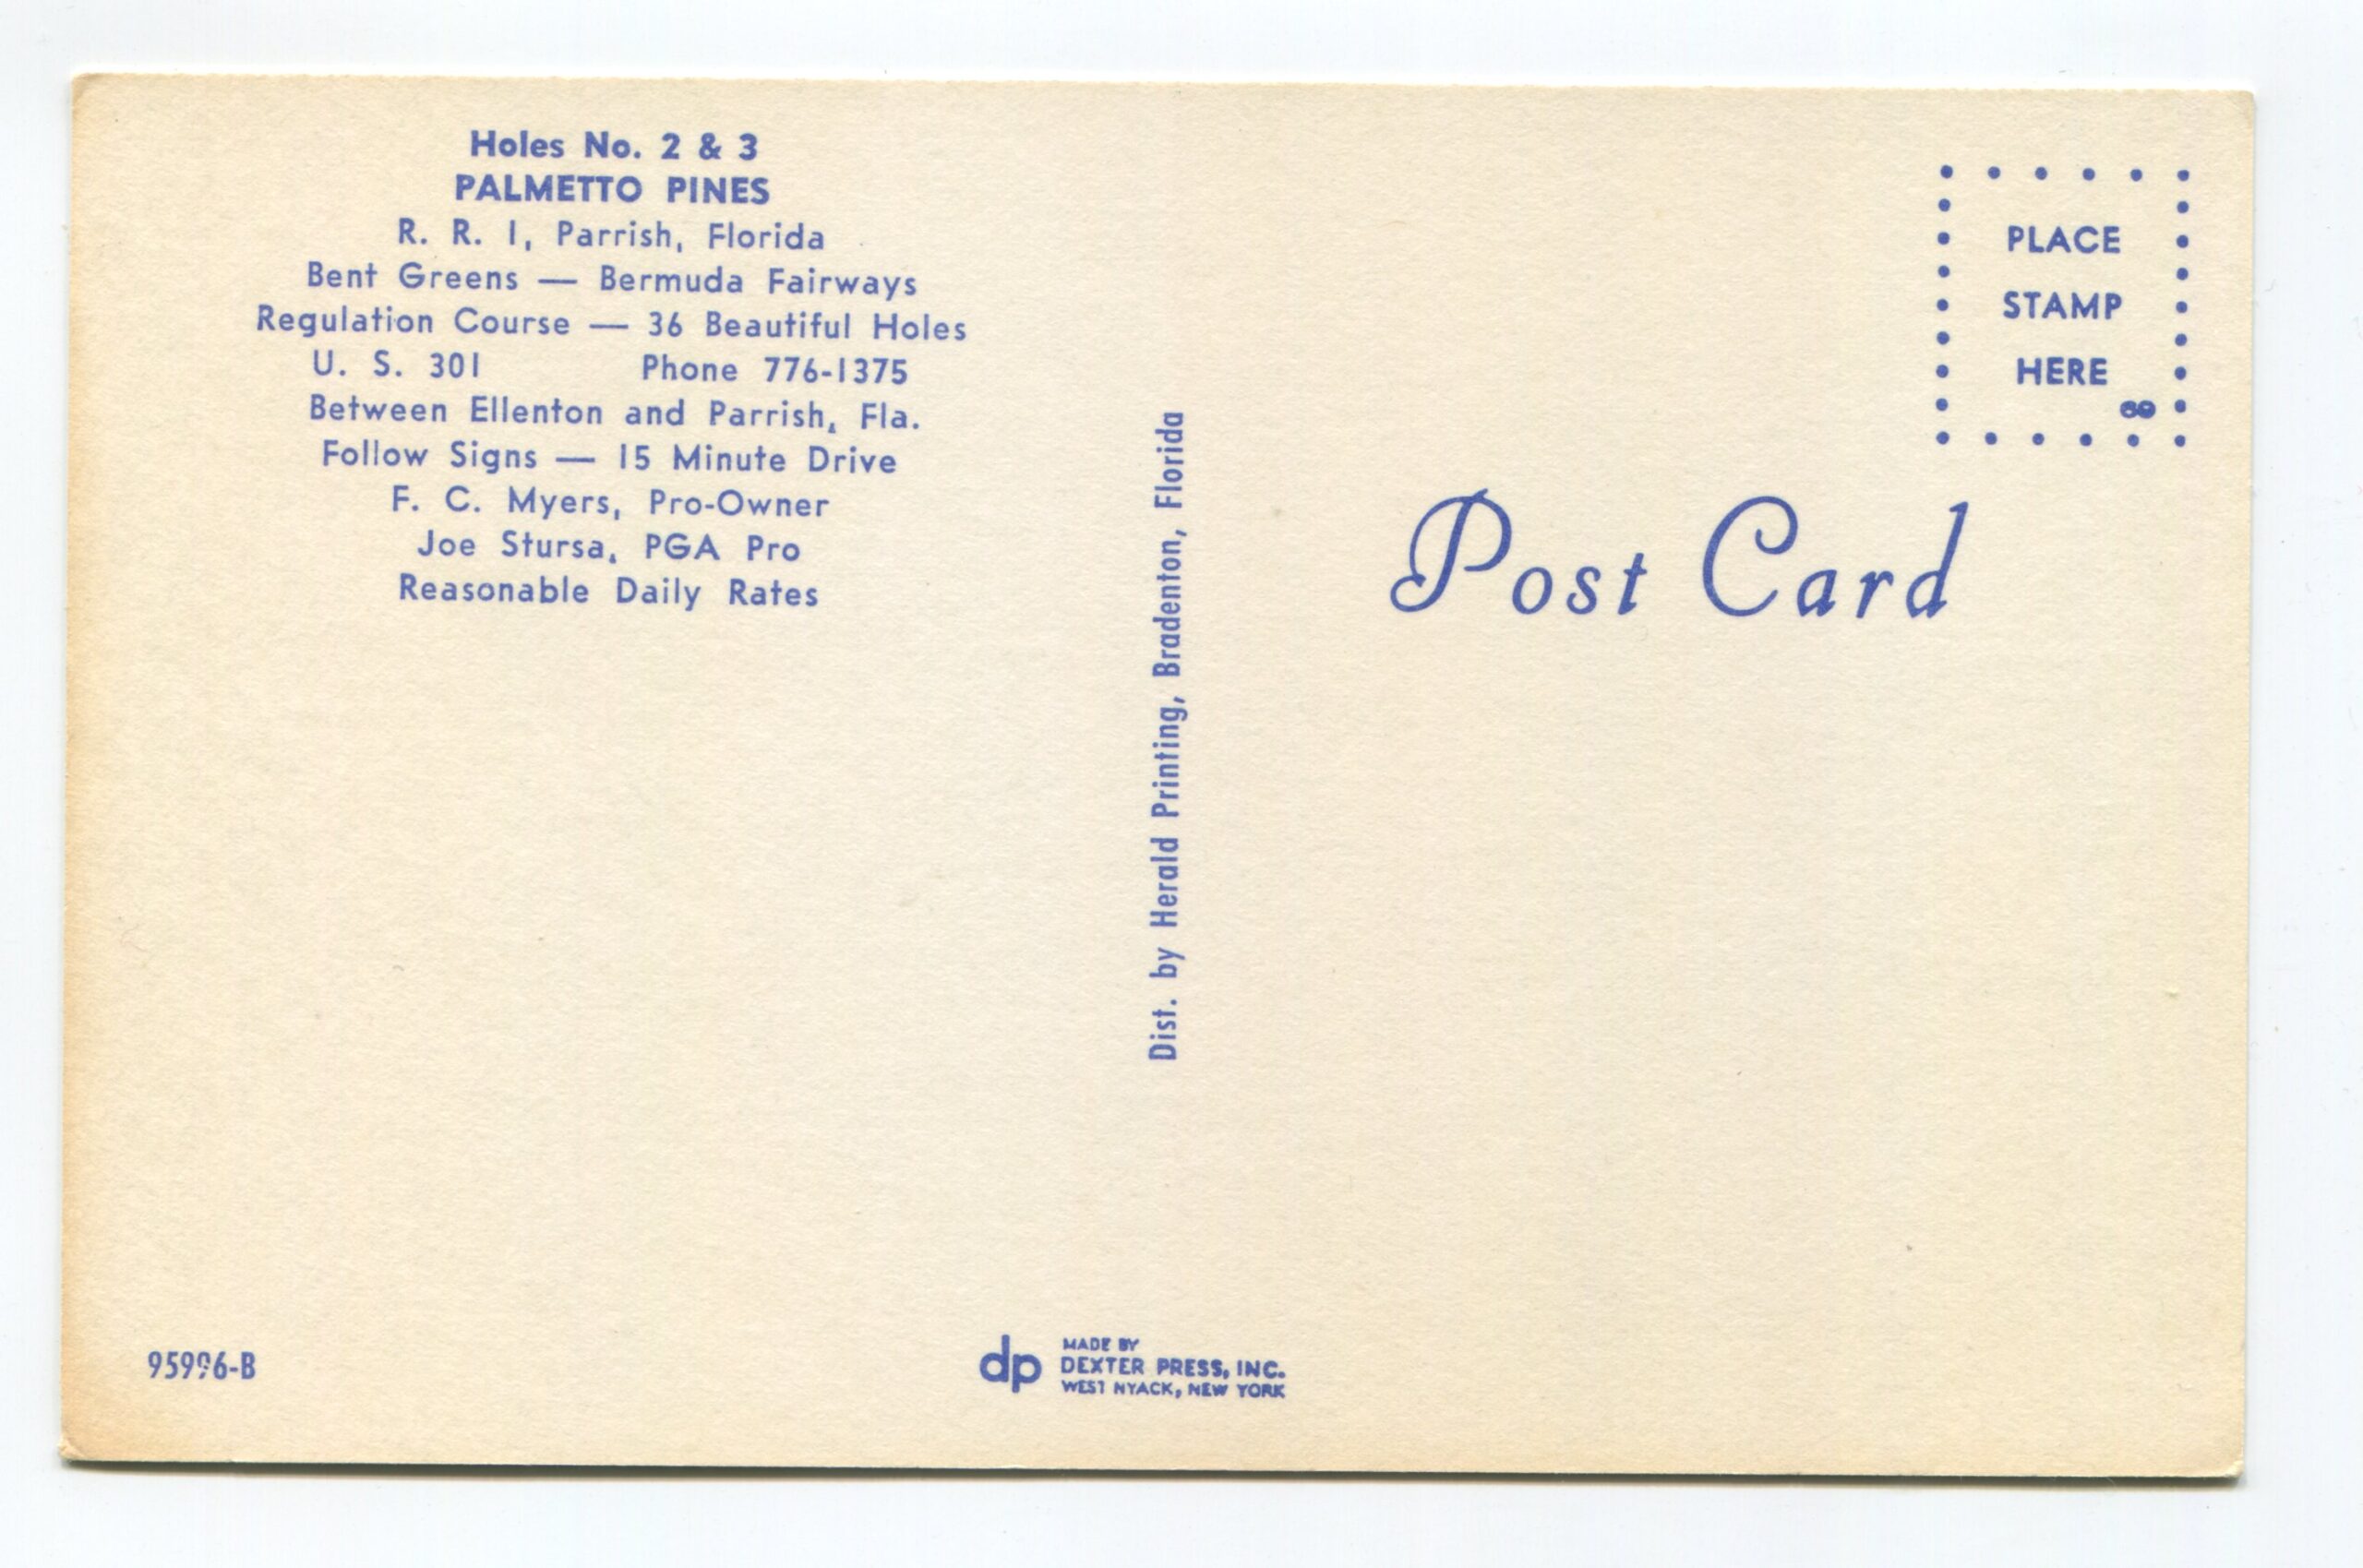 Holes No. 2 & 3
PALMETTO PINES
R. R. 1, Parrish, Florida
Bent Greens — Bermuda Fairways
Regulation Course — 36 Beautiful Holes
U. S. 301 Phone 776-1375
Between Ellenton and Parrish, Fla.
Follow Signs — 15 Minute Drive
F. C. Myers, Pro-Owner
Joe Stursa, PGA Pro
Reasonable Daily Rates
95996-B
Dist. by Herald Printing, Bradenton, Florida
dp
MADE BY
DEXTER PRESS, INC.
WEST NYACK, NEW YORK
PLACE
STAMP
HERE
Post Card